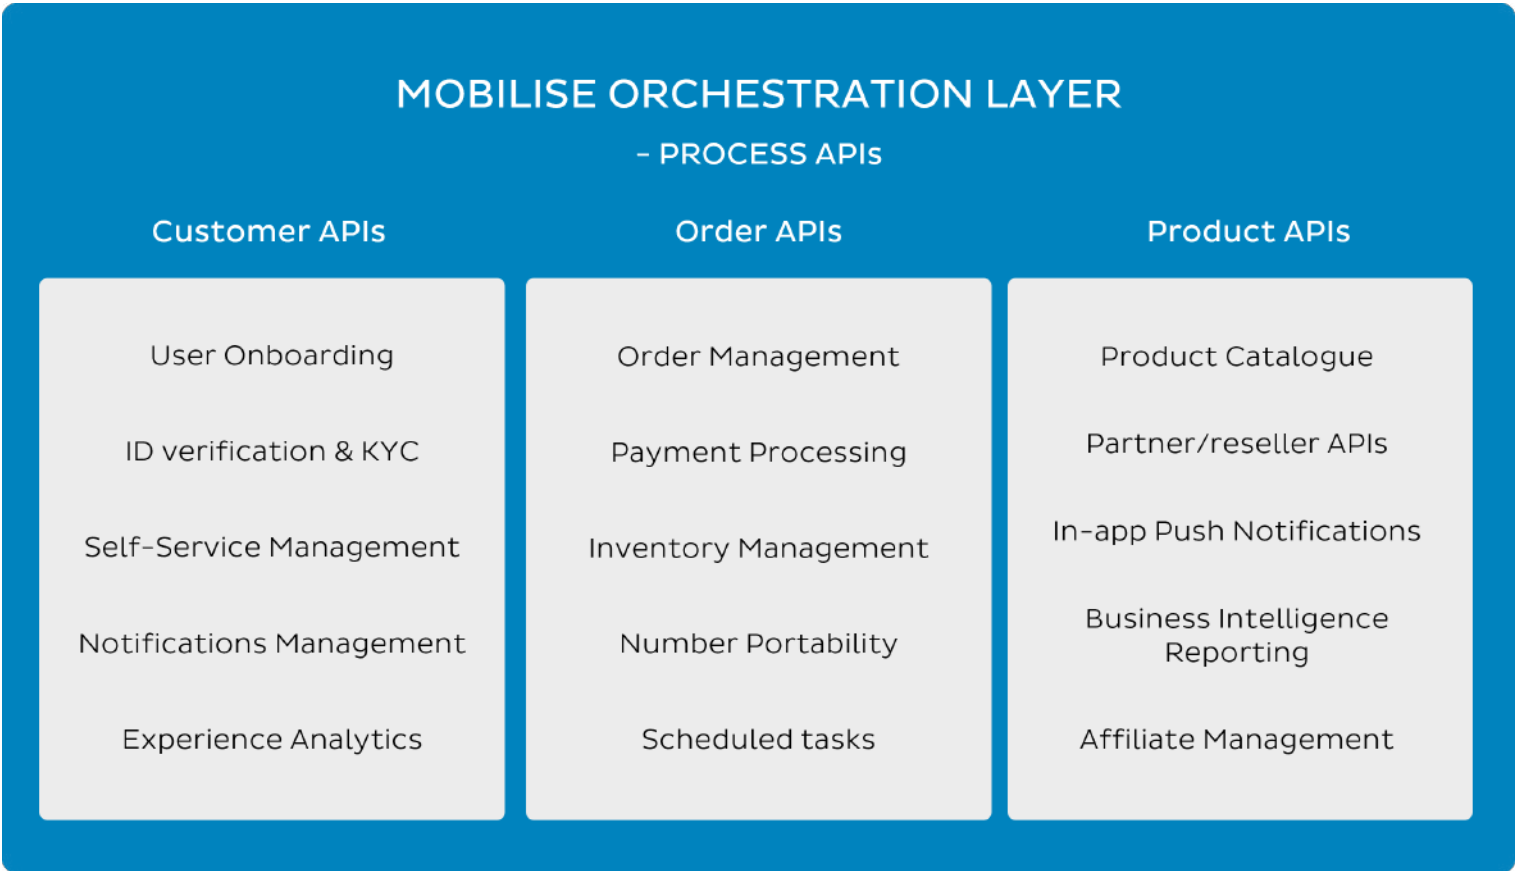 MOBILISE ORCHESTRATION LAYER
- PROCESS APIs
Customer APIs
User Onboarding
ID verification & KYC
Self-Service Management
Notifications Management
Experience Analytics
Order APIs
Order Management
Payment Processing
Inventory Management
Number Portability
Scheduled tasks
Product APIs
Product Catalogue
Partner/reseller APIs
In-app Push Notifications
Business Intelligence
Reporting
Affiliate Management